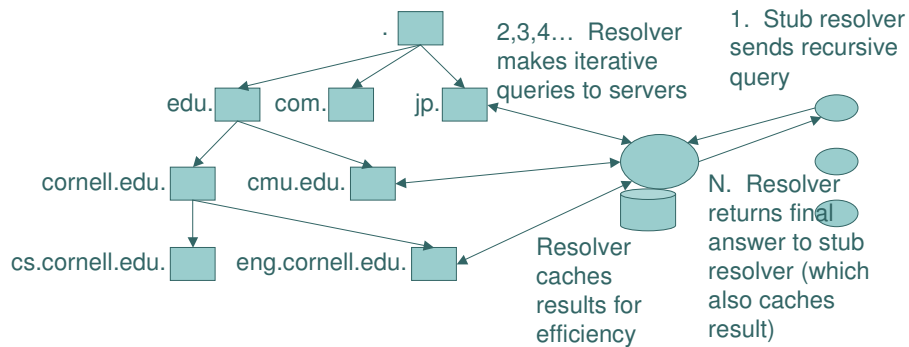 .
2,3,4… Resolver
makes iterative
queries to servers
1.  Stub resolver
sends recursive
query
edu.
com.
jp.
cornell.edu.
cmu.edu.
cs.cornell.edu.
eng.cornell.edu.
Resolver
caches
results for
efficiency
N.  Resolver
returns final
answer to stub
resolver (which
also caches
result)